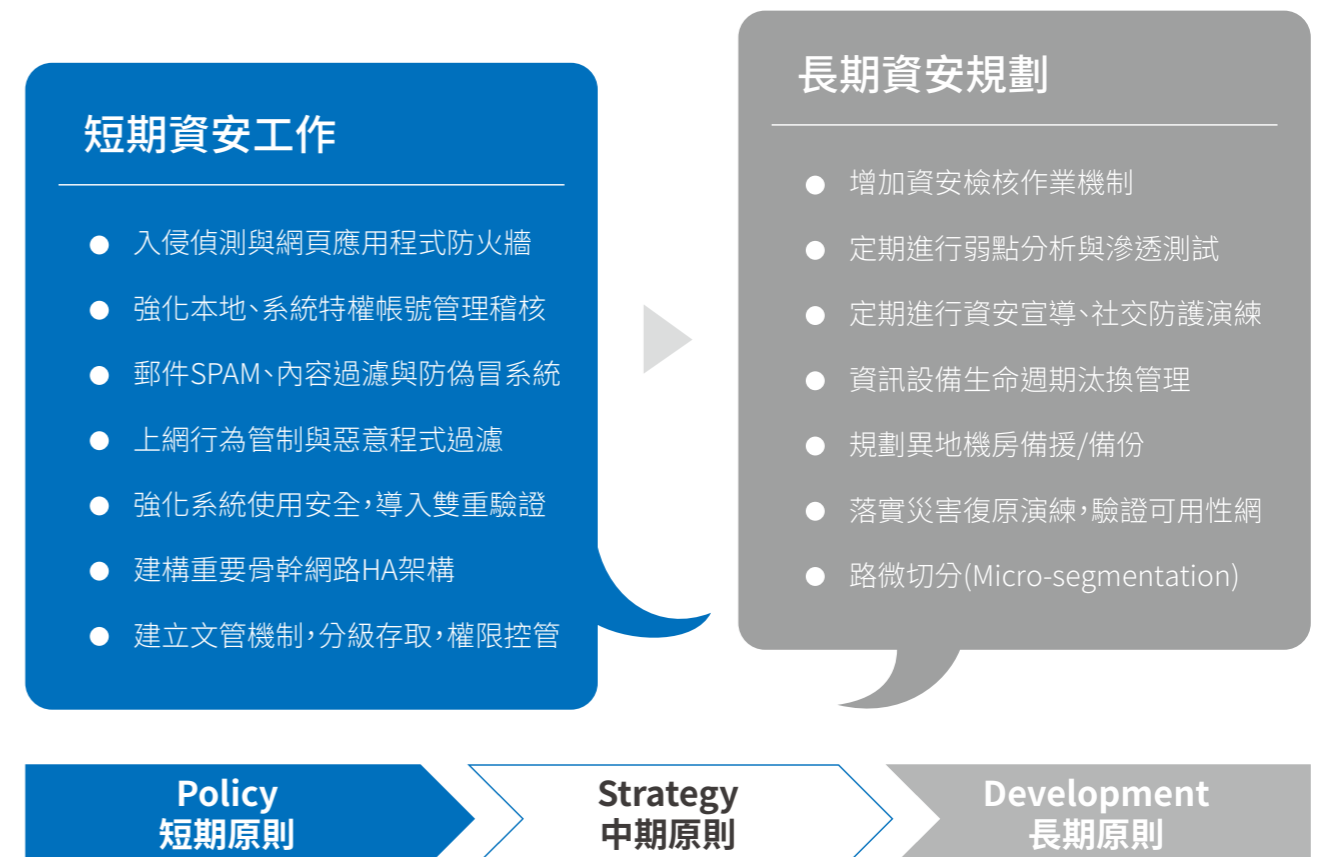 短期資安工作
入侵偵測與網頁應用程式防火牆
強化本地、系統特權帳號管理稽核
郵件SPAM、內容過濾與防偽冒系統
上網行為管制與惡意程式過濾
強化系統使用安全,導入雙重驗證
建構重要骨幹網路HA架構
建立文管機制,分級存取,權限控管
長期資安規劃
增加資安檢核作業機制
定期進行弱點分析與滲透測試
定期進行資安宣導、社交防護演練
資訊設備生命週期汰換管理
規劃異地機房備援/備份
落實災害復原演練,驗證可用性網
路微切分(Micro-segmentation)
Policy
短期原則
Strategy
中期原則
Development
長期原則